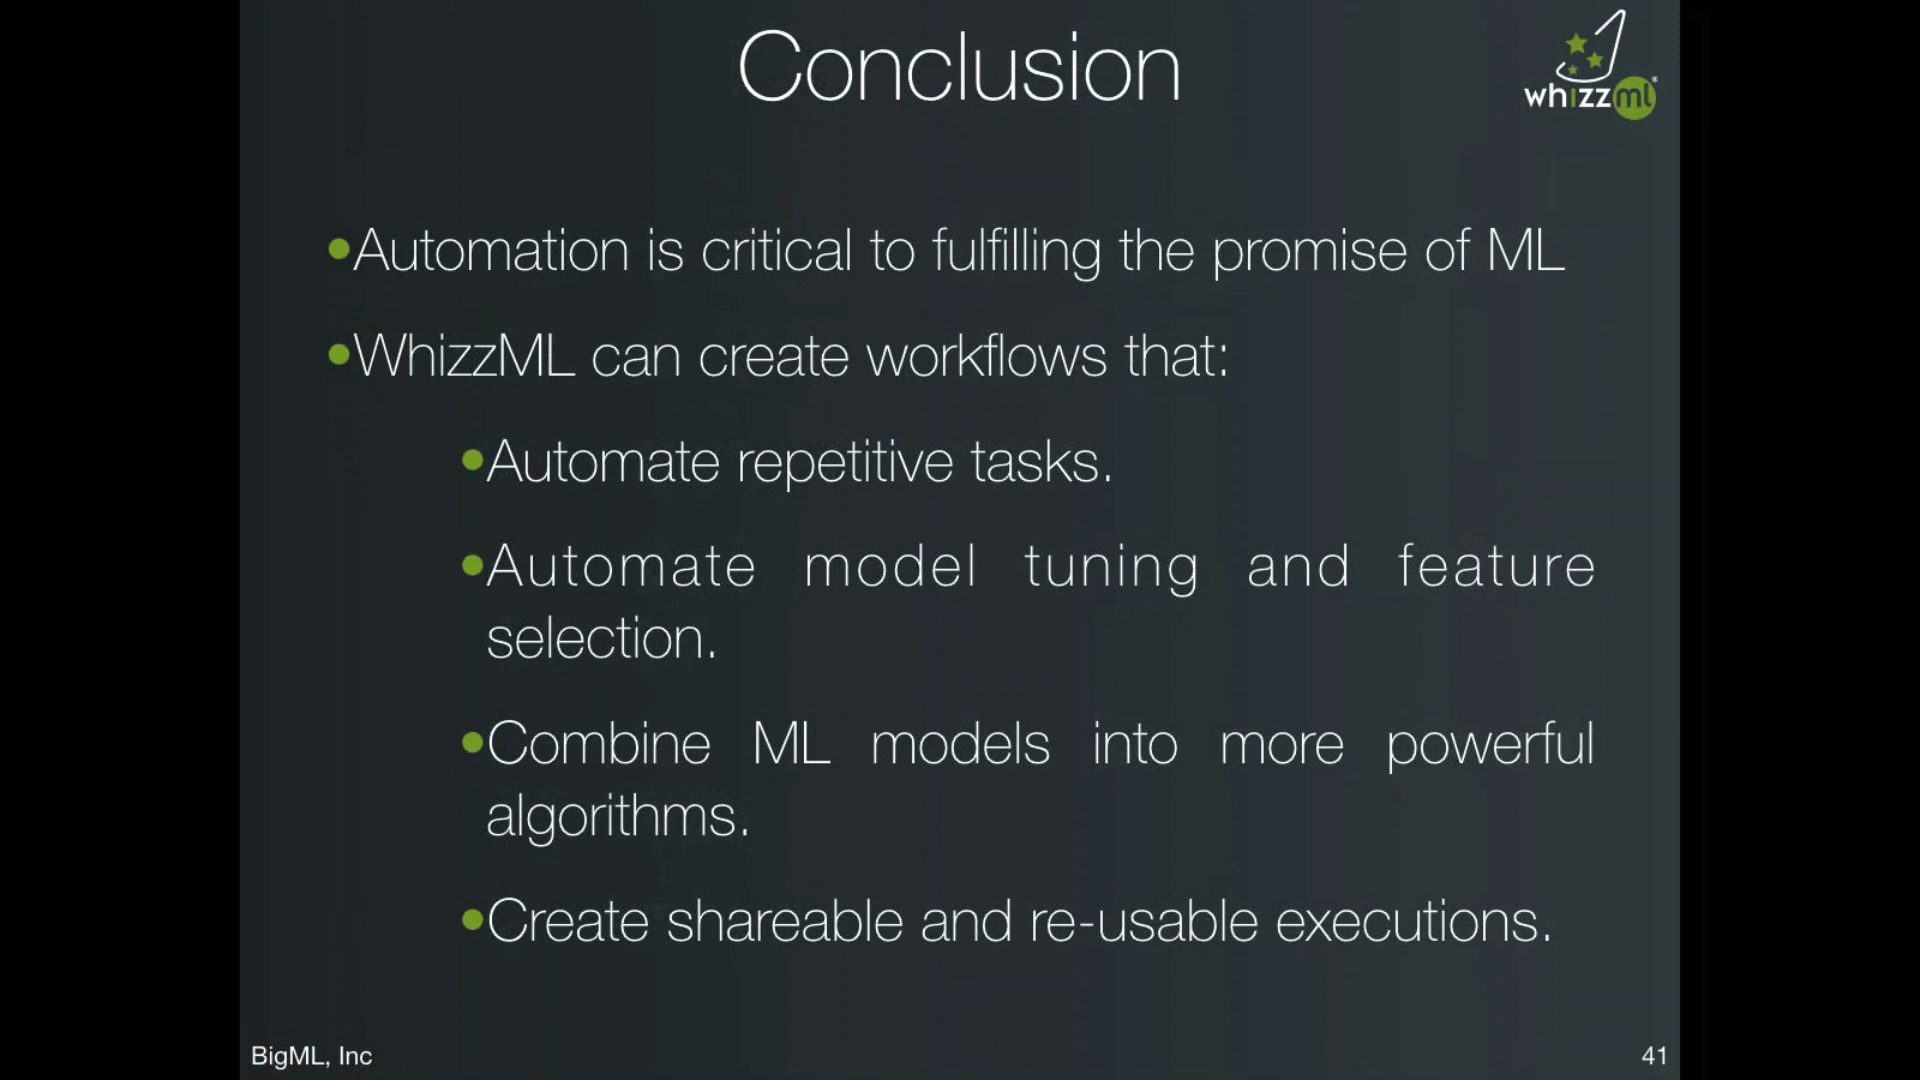 Conclusion
whizzml®
•Automation is critical to fulfilling the promise of ML
•WhizzML can create workflows that:
•Automate repetitive tasks.
•Automate model tuning and feature
selection.
•Combine ML models into more powerful
algorithms.
•Create shareable and re-usable executions.
BigML, Inc
41